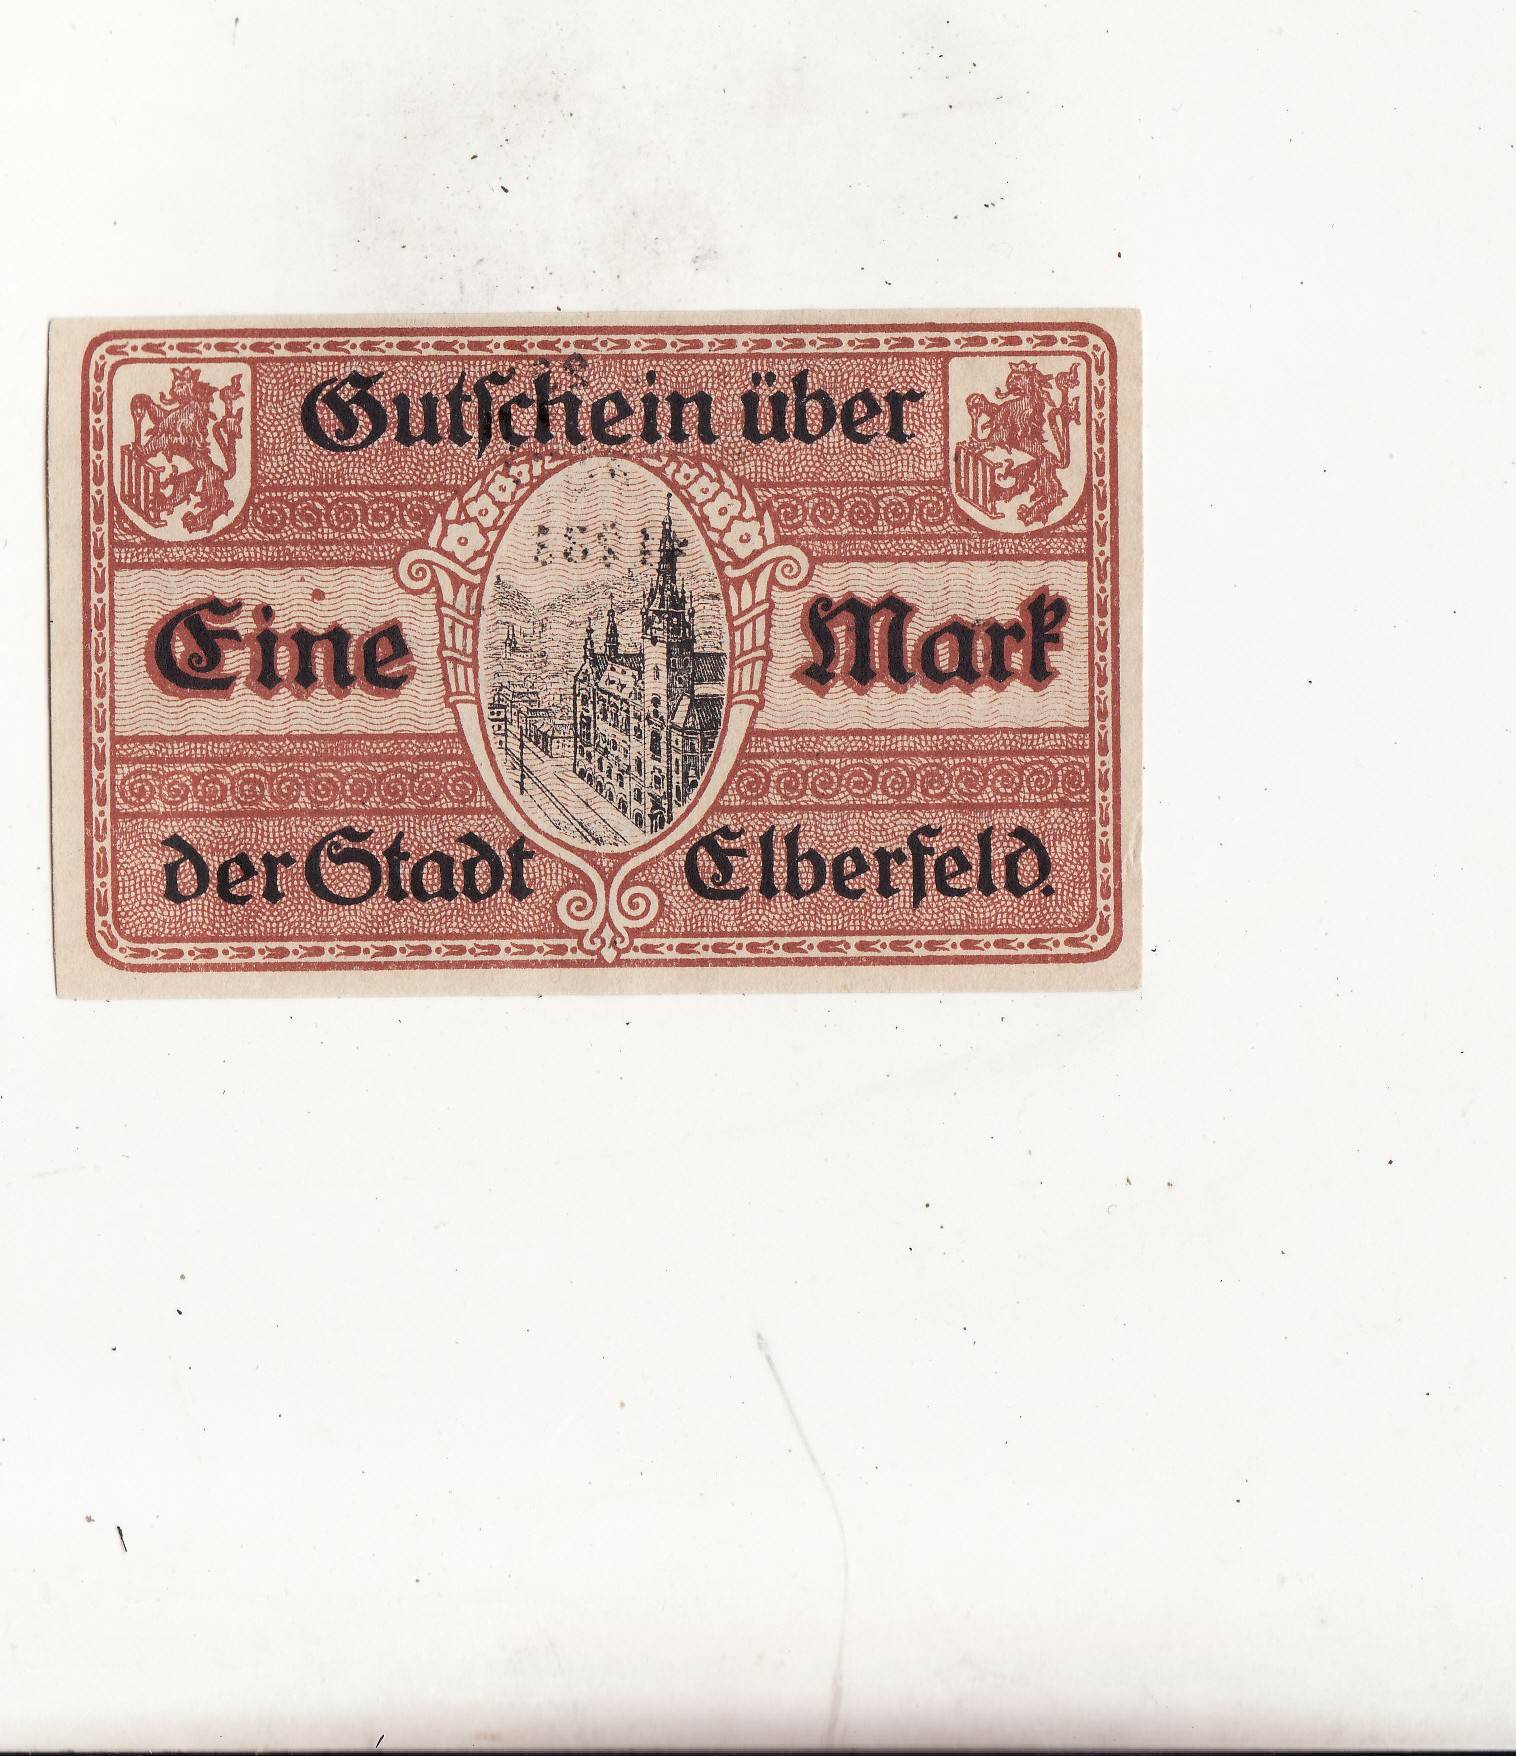 Gutschein über
Eine Mark
der Stadt Elberfeld.